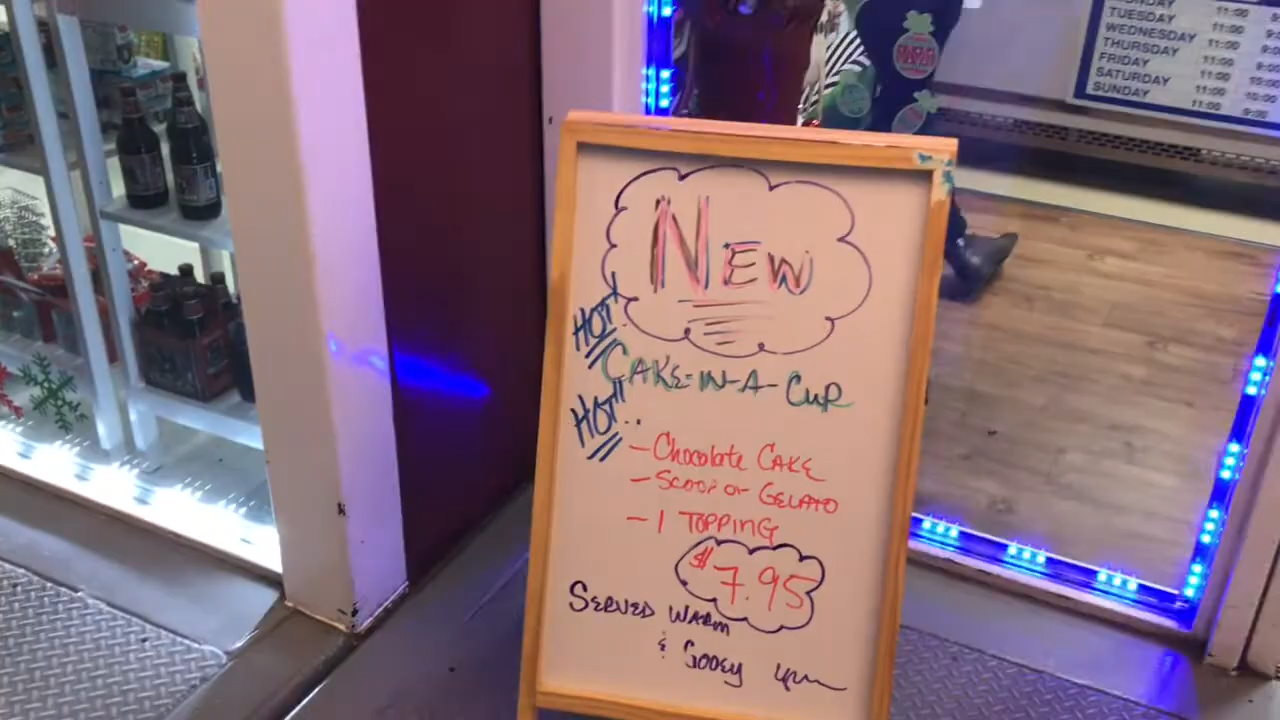 NEW
HOT!
CAKE-IN-A-CUP
HOT!!..
- Chocolate CAKE
- SCOOP OF GELATO
- 1 TOPPING
$7.95
SERVED WARM
& Gooey yum
TUESDAY 11:00
WEDNESDAY 11:00
THURSDAY 11:00
FRIDAY 11:00
SATURDAY 11:00
SUNDAY 11:00